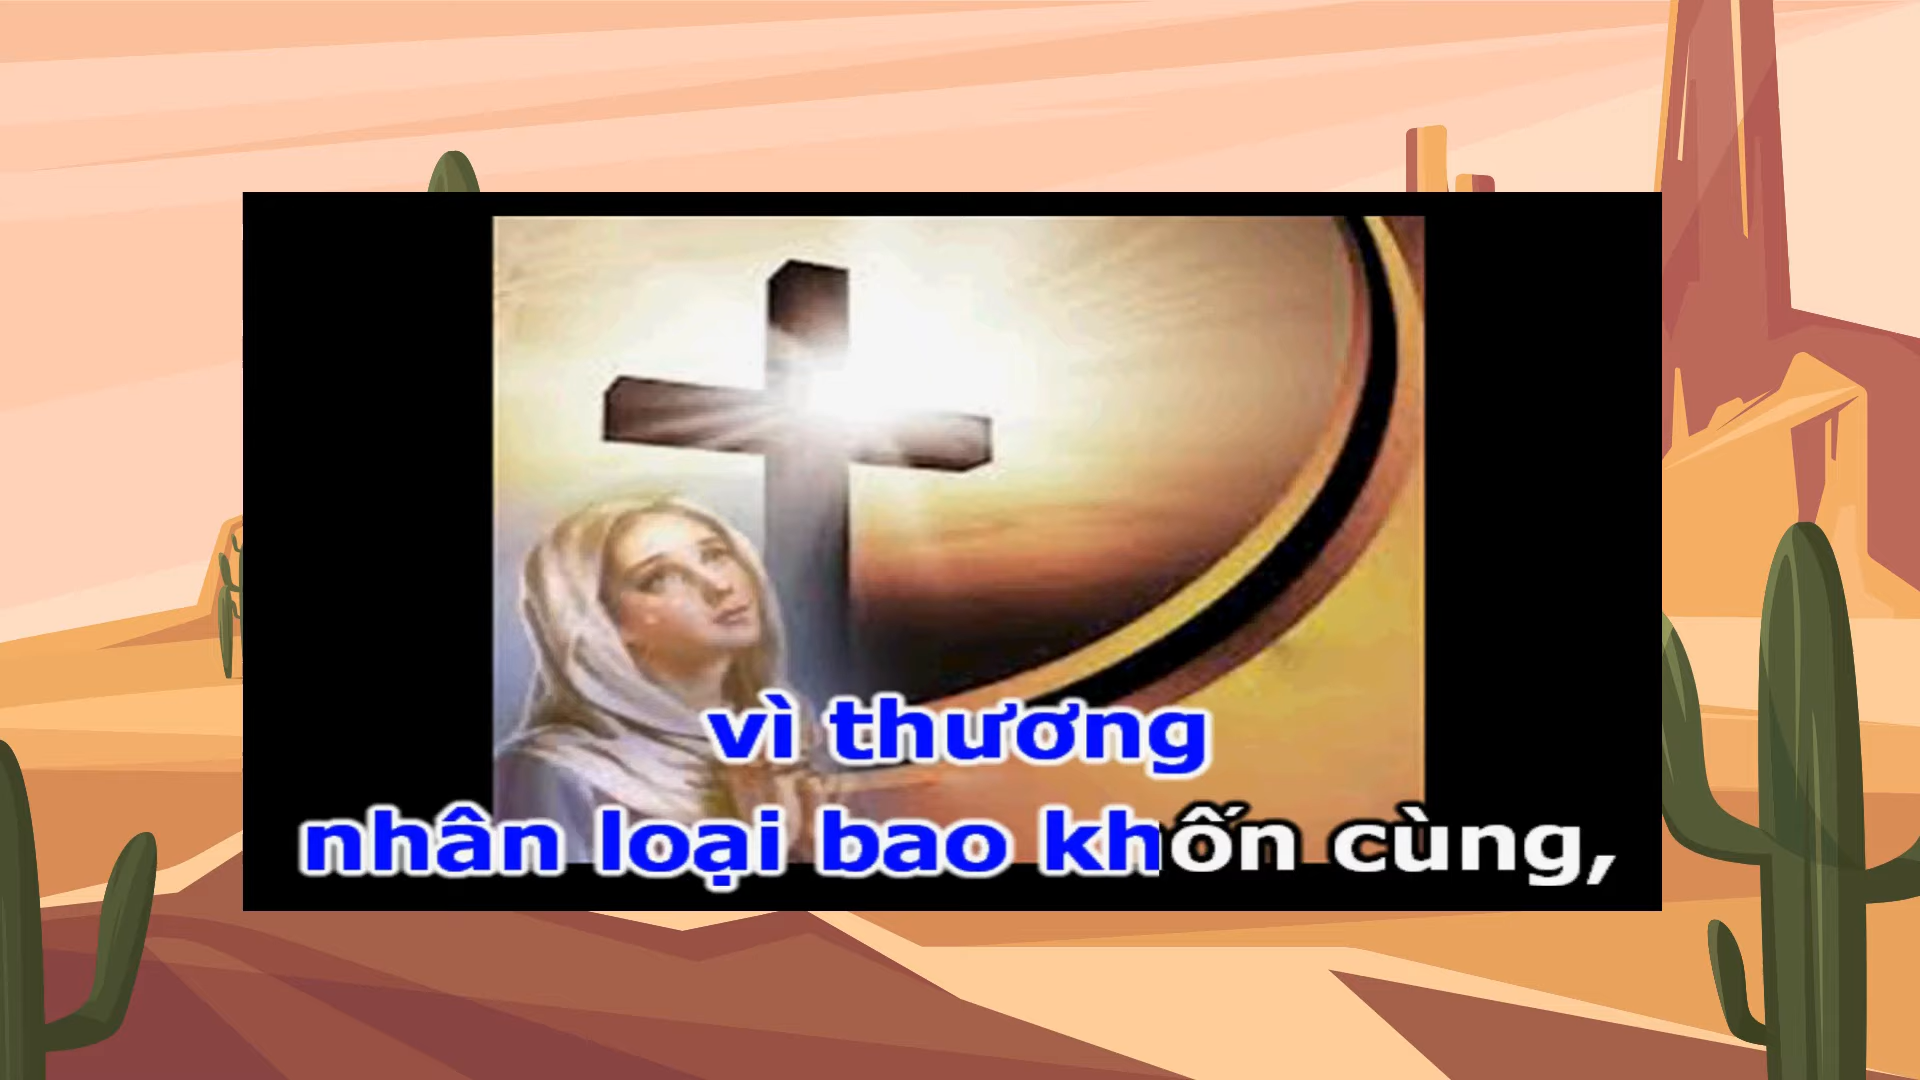 vì thương
nhân loại bao khốn cùng,